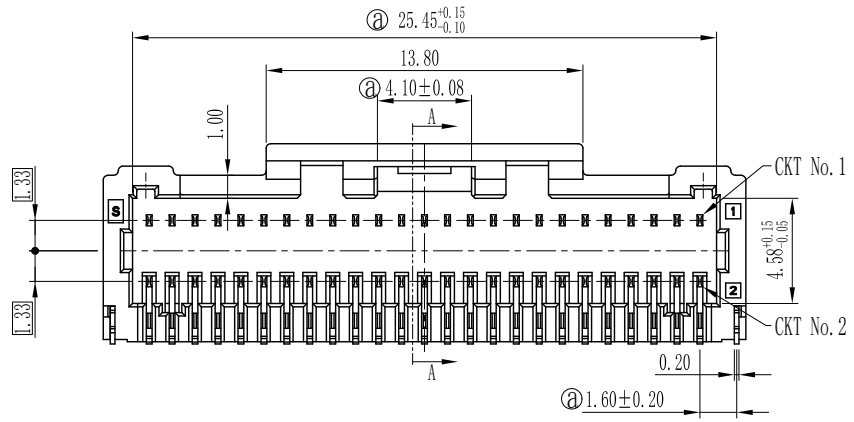 ⓐ 25.45 +0.15 -0.10
13.80
ⓐ 4.10±0.08
A
1.00
CKT No.1
1.33
S
1
4.58 +0.15 -0.05
1.33
2
CKT No.2
A
0.20
ⓐ 1.60±0.20